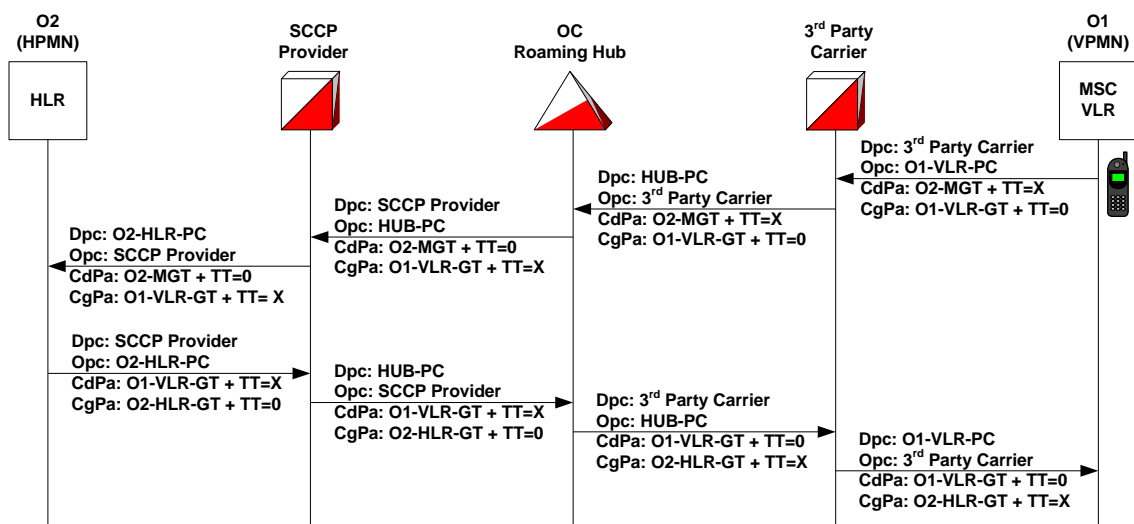 O2
(HPMN)
SCCP
Provider
OC
Roaming Hub
3rd Party
Carrier
O1
(VPMN)
HLR
MSC
VLR
Dpc: 3rd Party Carrier
Opc: O1-VLR-PC
CdPa: O2-MGT + TT=X
CgPa: O1-VLR-GT + TT=0
Dpc: HUB-PC
Opc: 3rd Party Carrier
CdPa: O2-MGT + TT=X
CgPa: O1-VLR-GT + TT=0
Dpc: SCCP Provider
Opc: HUB-PC
CdPa: O2-MGT + TT=0
CgPa: O1-VLR-GT + TT=X
Dpc: O2-HLR-PC
Opc: SCCP Provider
CdPa: O2-MGT + TT=0
CgPa: O1-VLR-GT + TT= X
Dpc: SCCP Provider
Opc: O2-HLR-PC
CdPa: O1-VLR-GT + TT=X
CgPa: O2-HLR-GT + TT=0
Dpc: HUB-PC
Opc: SCCP Provider
CdPa: O1-VLR-GT + TT=X
CgPa: O2-HLR-GT + TT=0
Dpc: 3rd Party Carrier
Opc: HUB-PC
CdPa: O1-VLR-GT + TT=0
CgPa: O2-HLR-GT + TT=X
Dpc: O1-VLR-PC
Opc: 3rd Party Carrier
CdPa: O1-VLR-GT + TT=0
CgPa: O2-HLR-GT + TT=X